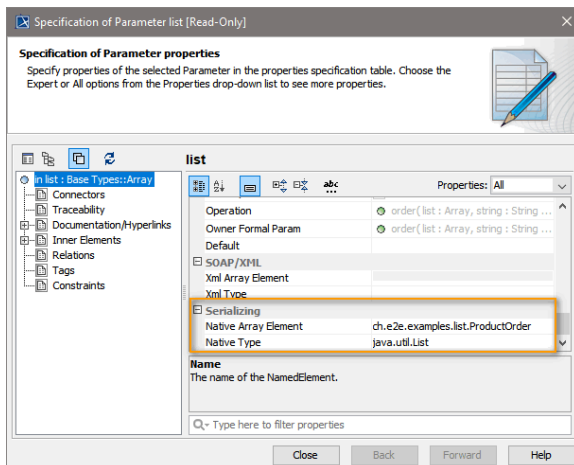 Specification of Parameter list [Read-Only]
Specification of Parameter properties
Specify properties of the selected Parameter in the properties specification table. Choose the
Expert or All options from the Properties drop-down list to see more properties.
list
in list : Base Types::Array
Connectors
Traceability
Documentation/Hyperlinks
Inner Elements
Relations
Tags
Constraints
abc
Properties: All
Operation order( list : Array, string : String ...
Owner Formal Param order( list : Array, string : String ...
Default
SOAP/XML
Xml Array Element
Xml Type
Serializing
Native Array Element ch.e2e.examples.list.ProductOrder
Native Type java.util.List
Name
The name of the NamedElement.
Type here to filter properties
Close Back Forward Help